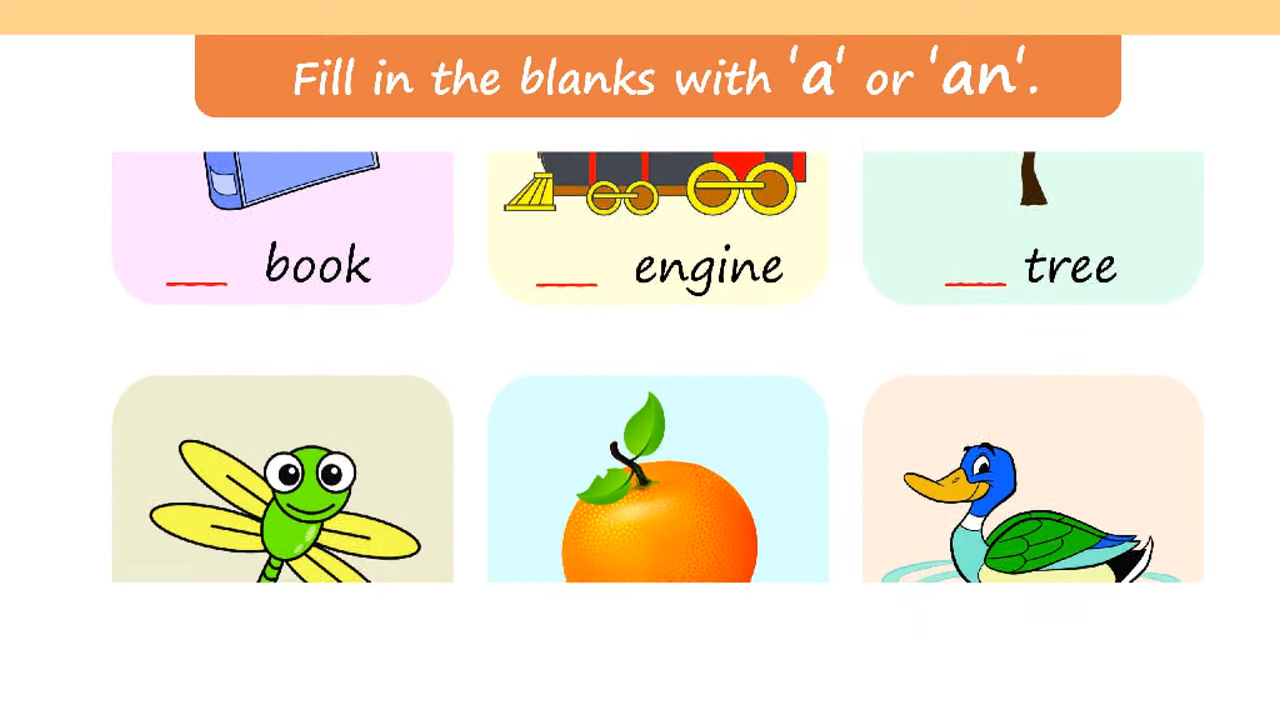 Fill in the blanks with 'a' or 'an'.
___ book
___ engine
___ tree